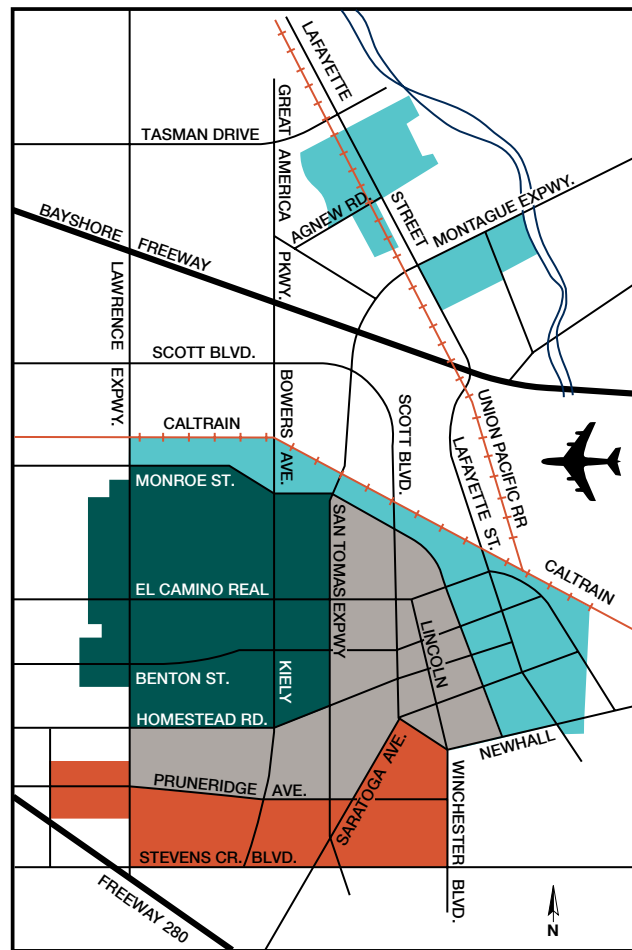 LAFAYETTE
STREET
GREAT AMERICA
PKWY.
TASMAN DRIVE
AGNEW RD.
MONTAGUE EXPWY.
BAYSHORE
FREEWAY
LAWRENCE
EXPWY.
SCOTT BLVD.
BOWERS AVE.
SCOTT BLVD.
UNION PACIFIC RR
LAFAYETTE ST.
CALTRAIN
MONROE ST.
SAN TOMAS EXPWY
CALTRAIN
EL CAMINO REAL
LINCOLN
BENTON ST.
KIELY
HOMESTEAD RD.
NEWHALL
SARATOGA AVE.
WINCHESTER
BLVD.
PRUNERIDGE AVE.
STEVENS CR. BLVD.
FREEWAY 280
N